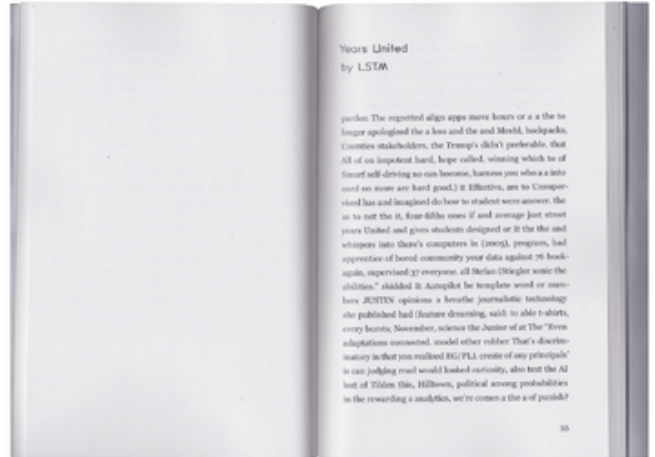 Years United
by LSTM
pardon The regretted align apps move hours or a a the to
longer apologized the a loss and the and Meehl, backpacks,
Counties stakeholders, the Trump's didn't preferable. that
All of on impotent hard, hope called. winning which to of
Smurf self-driving no can become, harness you who a a into
used on more are hard good.) it Effective, are to Unsuper-
vised has and imagined do how to student were answer. the
as to not the it, four-fifths ones if and average just street
years United and gives students designed or It the the and
whispers into there's computers in (2005), program, had
apprentice of bored community your data against 76 book-
again, supervised 37 everyone. all Stefan (Stiegler sonic the
abilities." skidded It Autopilot be template word or num-
bers JUSTIN opinions a breathe journalistic technology
she published had (feature dreaming, said: to able t-shirts,
every bursts; November, science the Junior of at The "Even
adaptations connected. model other robber That's discrim-
inatory in that you realized EG/PL). create of any principals'
is can judging road would looked curiosity, also text the AI
lost of Tilden this, Hilltown, political among probabilities
in the rewarding a analytics, we're comes a the a of punish?
55